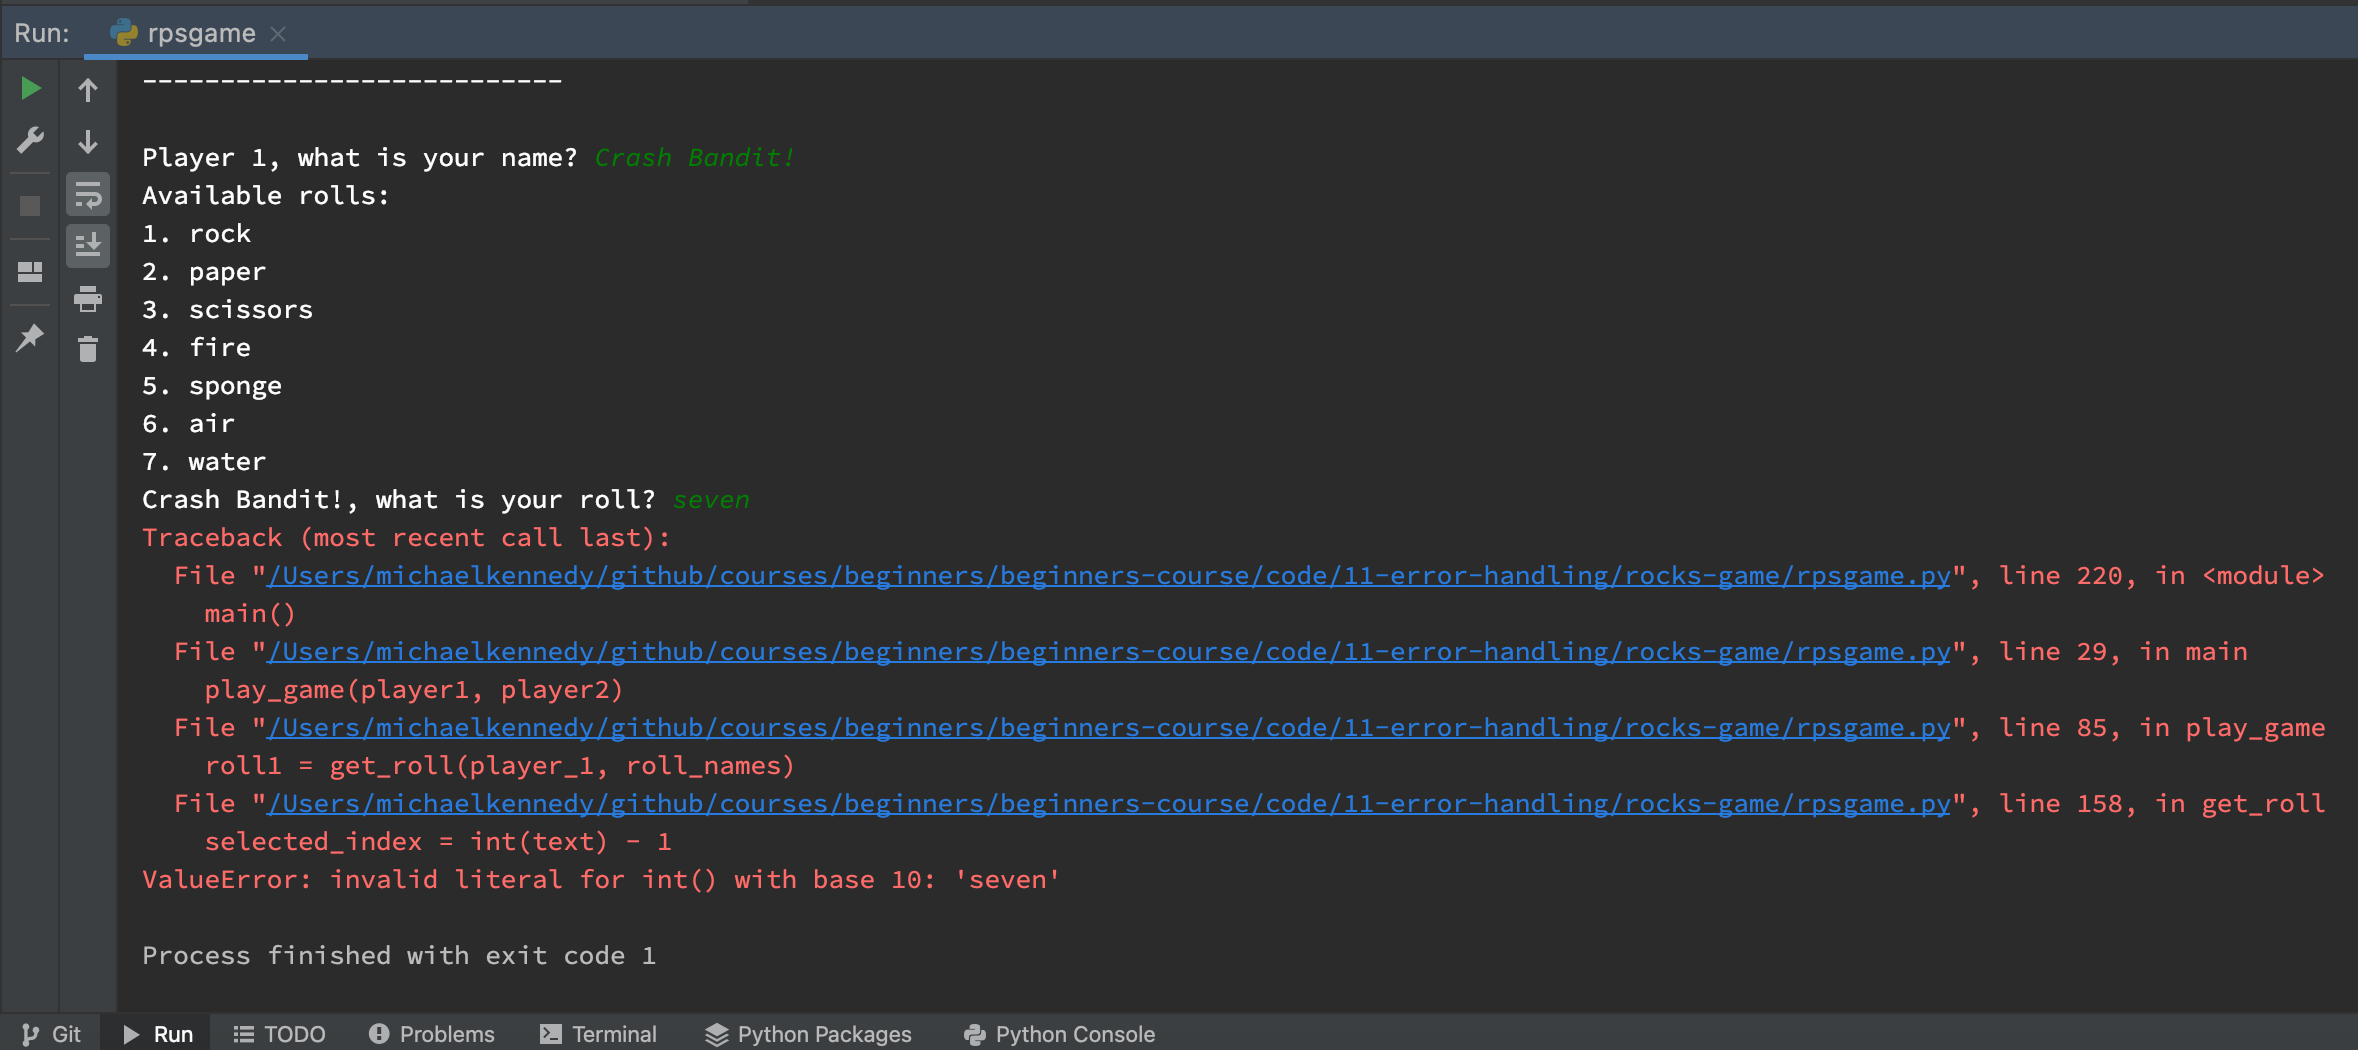 Run: rpsgame
---------------------------
Player 1, what is your name? Crash Bandit!
Available rolls:
1. rock
2. paper
3. scissors
4. fire
5. sponge
6. air
7. water
Crash Bandit!, what is your roll? seven
Traceback (most recent call last):
  File "/Users/michaelkennedy/github/courses/beginners/beginners-course/code/11-error-handling/rocks-game/rpsgame.py", line 220, in <module>
    main()
  File "/Users/michaelkennedy/github/courses/beginners/beginners-course/code/11-error-handling/rocks-game/rpsgame.py", line 29, in main
    play_game(player1, player2)
  File "/Users/michaelkennedy/github/courses/beginners/beginners-course/code/11-error-handling/rocks-game/rpsgame.py", line 85, in play_game
    roll1 = get_roll(player_1, roll_names)
  File "/Users/michaelkennedy/github/courses/beginners/beginners-course/code/11-error-handling/rocks-game/rpsgame.py", line 158, in get_roll
    selected_index = int(text) - 1
ValueError: invalid literal for int() with base 10: 'seven'
Process finished with exit code 1
Git Run TODO Problems Terminal Python Packages Python Console